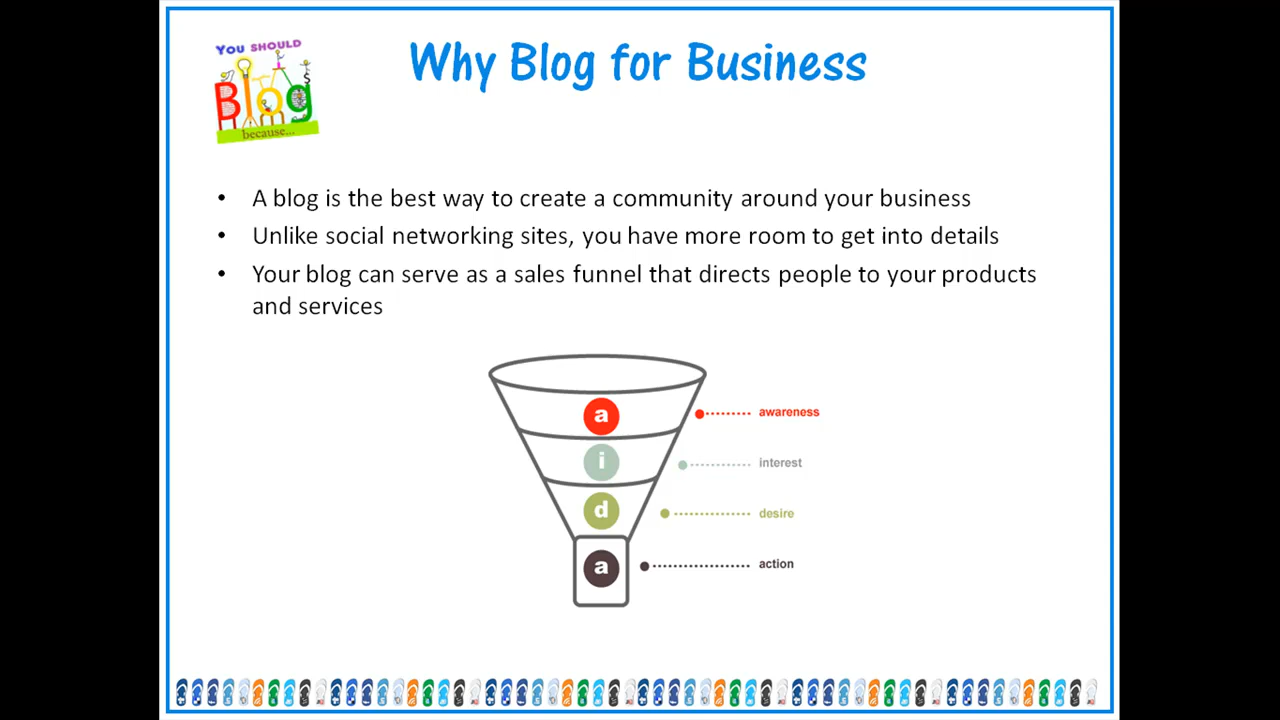 YOU SHOULD
Blog
because...
Why Blog for Business
• A blog is the best way to create a community around your business
• Unlike social networking sites, you have more room to get into details
• Your blog can serve as a sales funnel that directs people to your products
and services
a awareness
i interest
d desire
a action